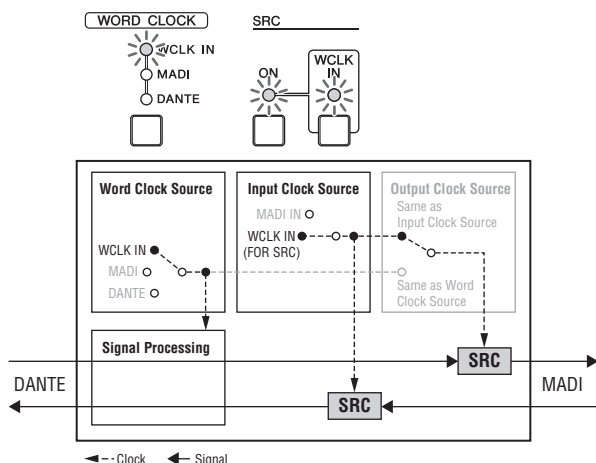 WORD CLOCK
WCLK IN
MADI
DANTE
SRC
ON
WCLK
IN
Word Clock Source
WCLK IN
MADI
DANTE
Input Clock Source
MADI IN
WCLK IN
(FOR SRC)
Output Clock Source
Same as
Input Clock Source
Same as Word
Clock Source
Signal Processing
SRC
SRC
DANTE
MADI
Clock
Signal